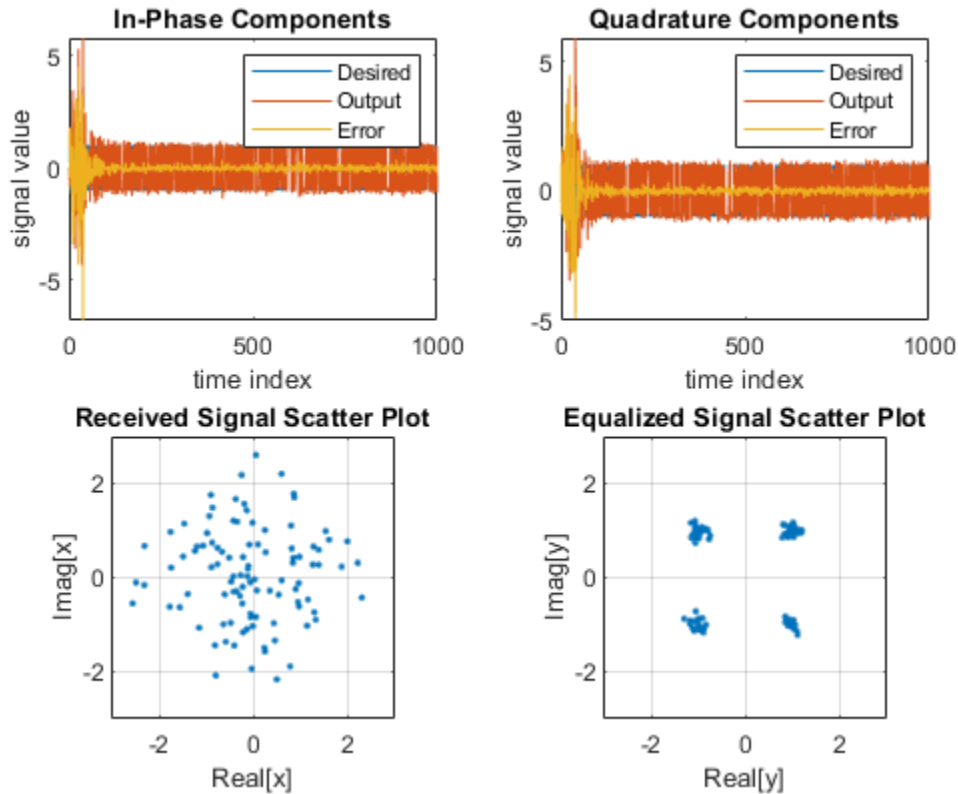 In-Phase Components
5
0
-5
signal value
Desired
Output
Error
0
500
1000
time index
Quadrature Components
5
0
-5
signal value
Desired
Output
Error
0
500
1000
time index
Received Signal Scatter Plot
2
0
-2
Imag[x]
-2
0
2
Real[x]
Equalized Signal Scatter Plot
2
0
-2
Imag[y]
-2
0
2
Real[y]